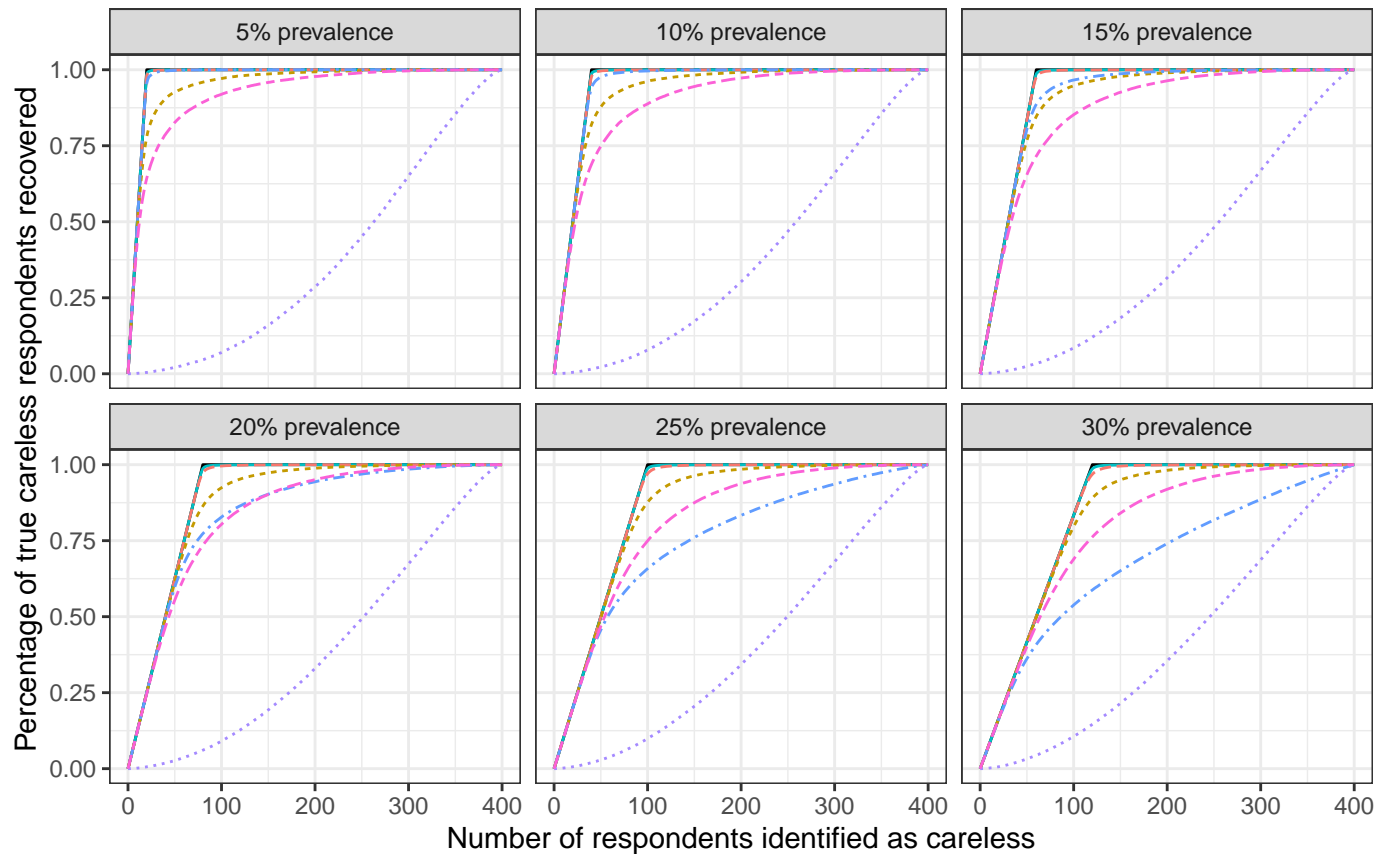 5% prevalence
10% prevalence
15% prevalence
1.00
0.75
0.50
0.25
0.00
20% prevalence
25% prevalence
30% prevalence
1.00
0.75
0.50
0.25
0.00
0 100 200 300 400
0 100 200 300 400
0 100 200 300 400
Number of respondents identified as careless
Percentage of true careless respondents recovered